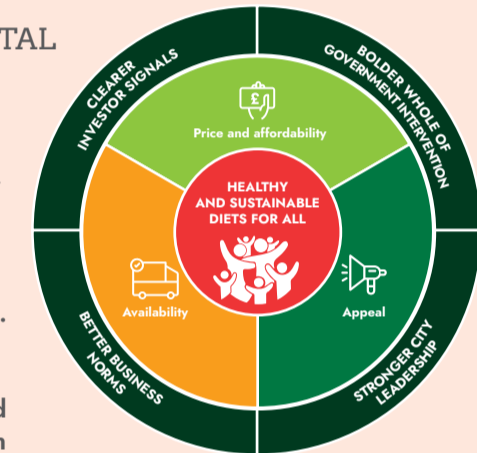 TAL
CLEARER
INVESTOR SIGNALS
BOLDER WHOLE OF
GOVERNMENT INTERVENTION
£
Price and affordability
HEALTHY
AND SUSTAINABLE
DIETS FOR ALL
Availability
Appeal
BETTER BUSINESS
NORMS
STRONGER CITY
LEADERSHIP